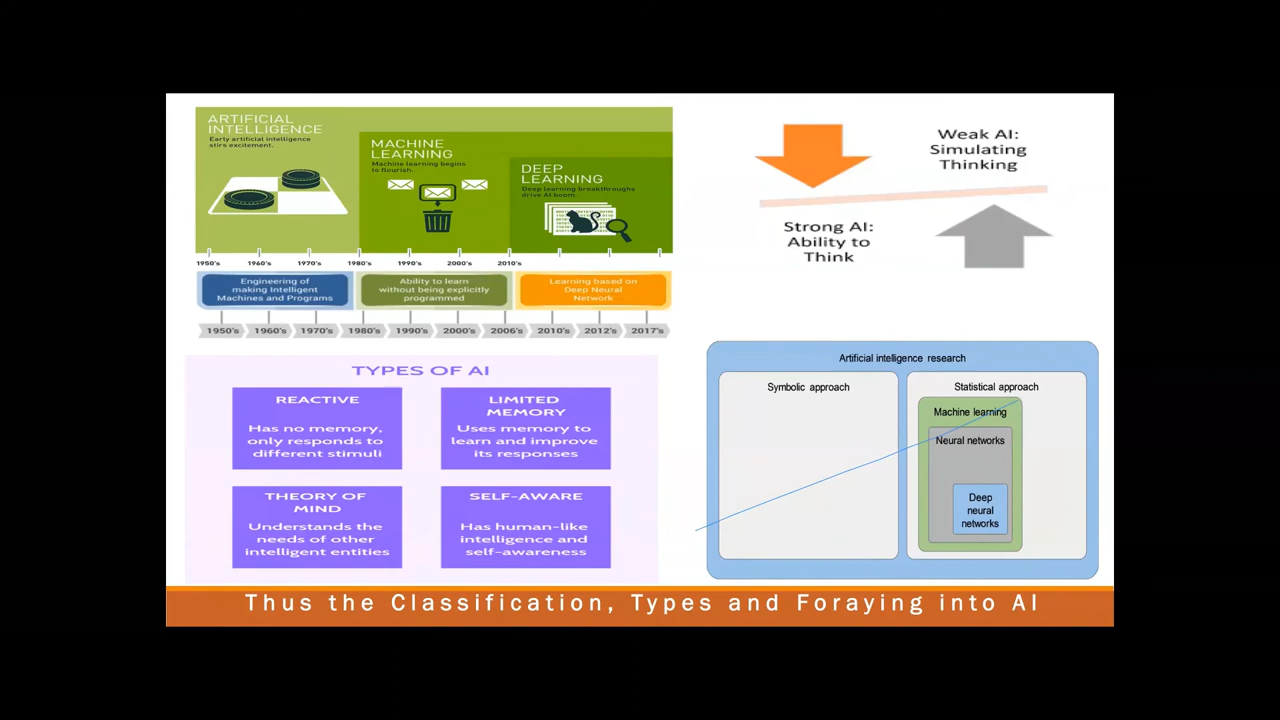 ARTIFICIAL
INTELLIGENCE
Early artificial intelligence
stirs excitement.
MACHINE
LEARNING
Machine learning begins
to flourish.
DEEP
LEARNING
Deep learning breakthroughs
drive AI boom.
1950's 1960's 1970's 1980's 1990's 2000's 2010's
Engineering of
making Intelligent
Machines and Programs
Ability to learn
without being explicitly
programmed
Learning based on
Deep Neural
Network
1950's 1960's 1970's 1980's 1990's 2000's 2006's 2010's 2012's 2017's
Weak AI:
Simulating
Thinking
Strong AI:
Ability to
Think
TYPES OF AI
REACTIVE
Has no memory,
only responds to
different stimuli
LIMITED
MEMORY
Uses memory to
learn and improve
its responses
THEORY OF
MIND
Understands the
needs of other
intelligent entities
SELF-AWARE
Has human-like
intelligence and
self-awareness
Artificial intelligence research
Symbolic approach
Statistical approach
Machine learning
Neural networks
Deep
neural
networks
Thus the Classification, Types and Foraying into AI